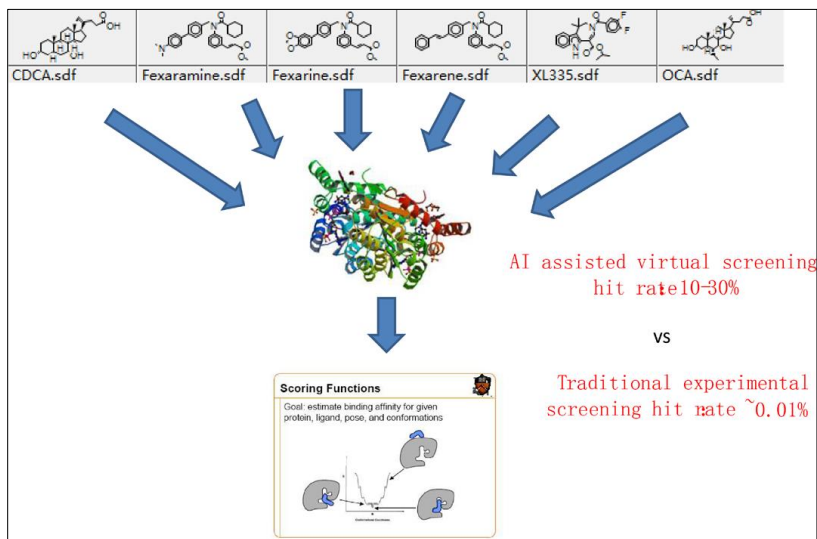 CDCA.sdf
Fexaramine.sdf
Fexarine.sdf
Fexarene.sdf
XL335.sdf
OCA.sdf
AI assisted virtual screening
hit rate:10-30%
vs
Traditional experimental
screening hit rate: ~0.01%
Scoring Functions
Goal: estimate binding affinity for given
protein, ligand, pose, and conformations